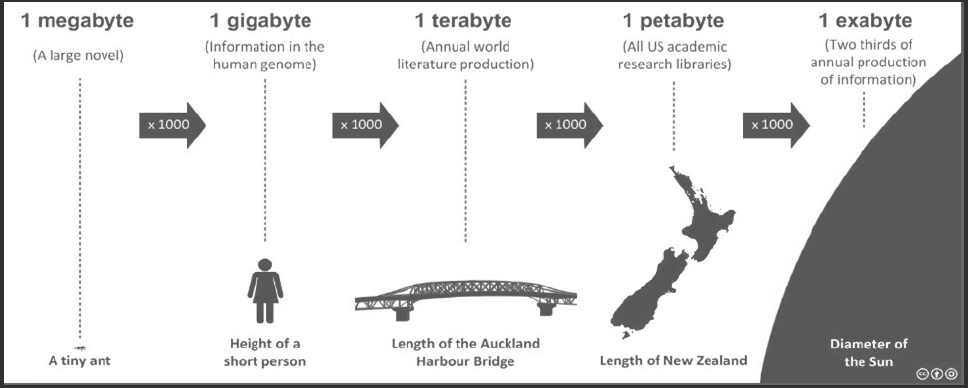 1 megabyte
(A large novel)
1 gigabyte
(Information in the
human genome)
1 terabyte
(Annual world
literature production)
1 petabyte
(All US academic
research libraries)
1 exabyte
(Two thirds of
annual production
of information)
x 1000
x 1000
x 1000
x 1000
A tiny ant
Height of a
short person
Length of the Auckland
Harbour Bridge
Length of New Zealand
Diameter of
the Sun